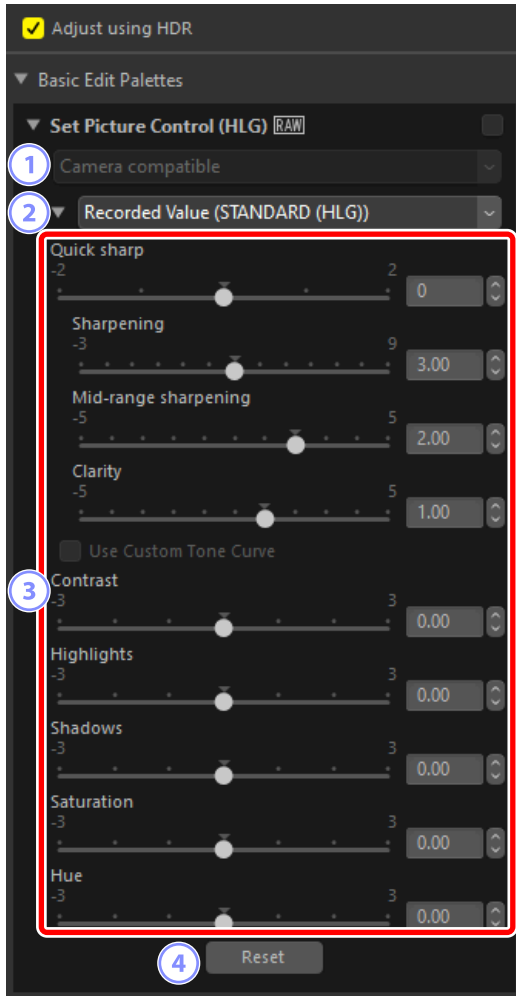 Adjust using HDR
Basic Edit Palettes
Set Picture Control (HLG) RAW
1 Camera compatible
2 Recorded Value (STANDARD (HLG))
Quick sharp
-2 2
0
Sharpening
-3 9
3.00
Mid-range sharpening
-5 5
2.00
Clarity
-5 5
1.00
Use Custom Tone Curve
3 Contrast
-3 3
0.00
Highlights
-3 3
0.00
Shadows
-3 3
0.00
Saturation
-3 3
0.00
Hue
-3 3
0.00
4 Reset